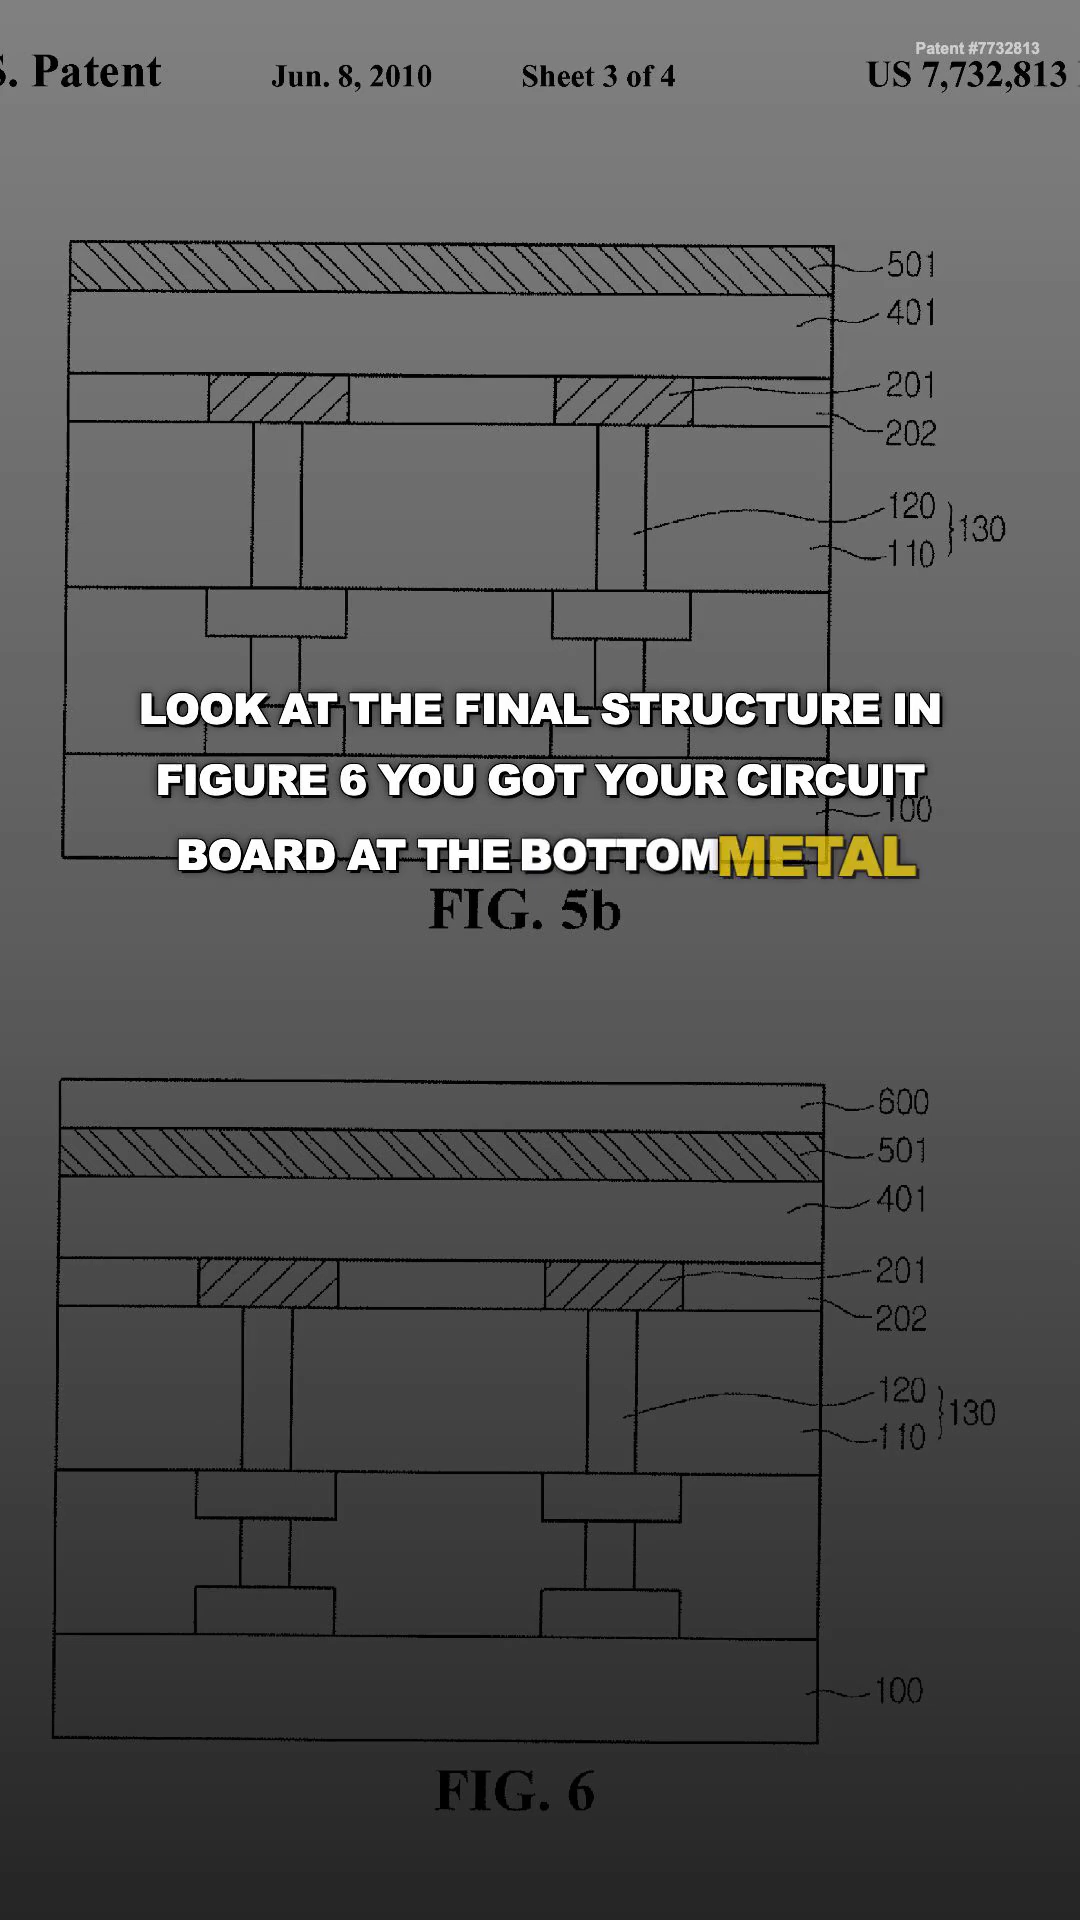 Patent #7732813
S. Patent Jun. 8, 2010 Sheet 3 of 4 US 7,732,813
501
401
201
202
120
110
130
LOOK AT THE FINAL STRUCTURE IN
FIGURE 6 YOU GOT YOUR CIRCUIT
100
BOARD AT THE BOTTOM METAL
FIG. 5b
600
501
401
201
202
120
110
130
100
FIG. 6